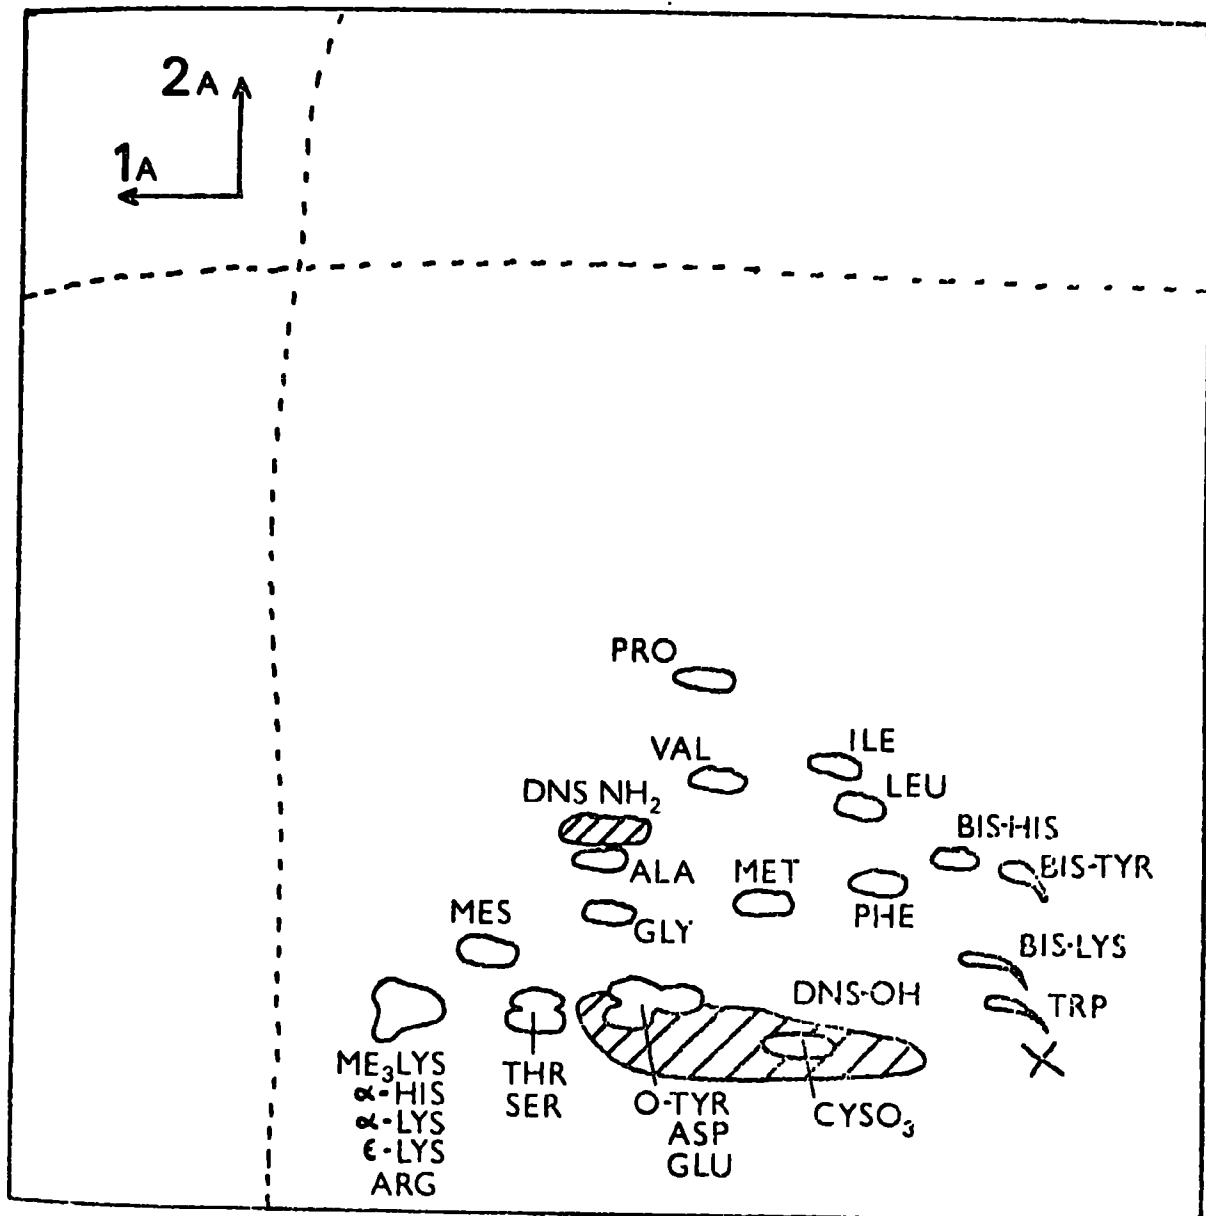 2A
1A
PRO
VAL
ILE
LEU
DNS NH₂
BIS-HIS
BIS-TYR
ALA
MET
PHE
MES
GLY
BIS-LYS
DNS-OH
TRP
ME₃LYS
α-HIS
α-LYS
ε-LYS
ARG
THR
SER
O-TYR
ASP
GLU
CYSO₃
X